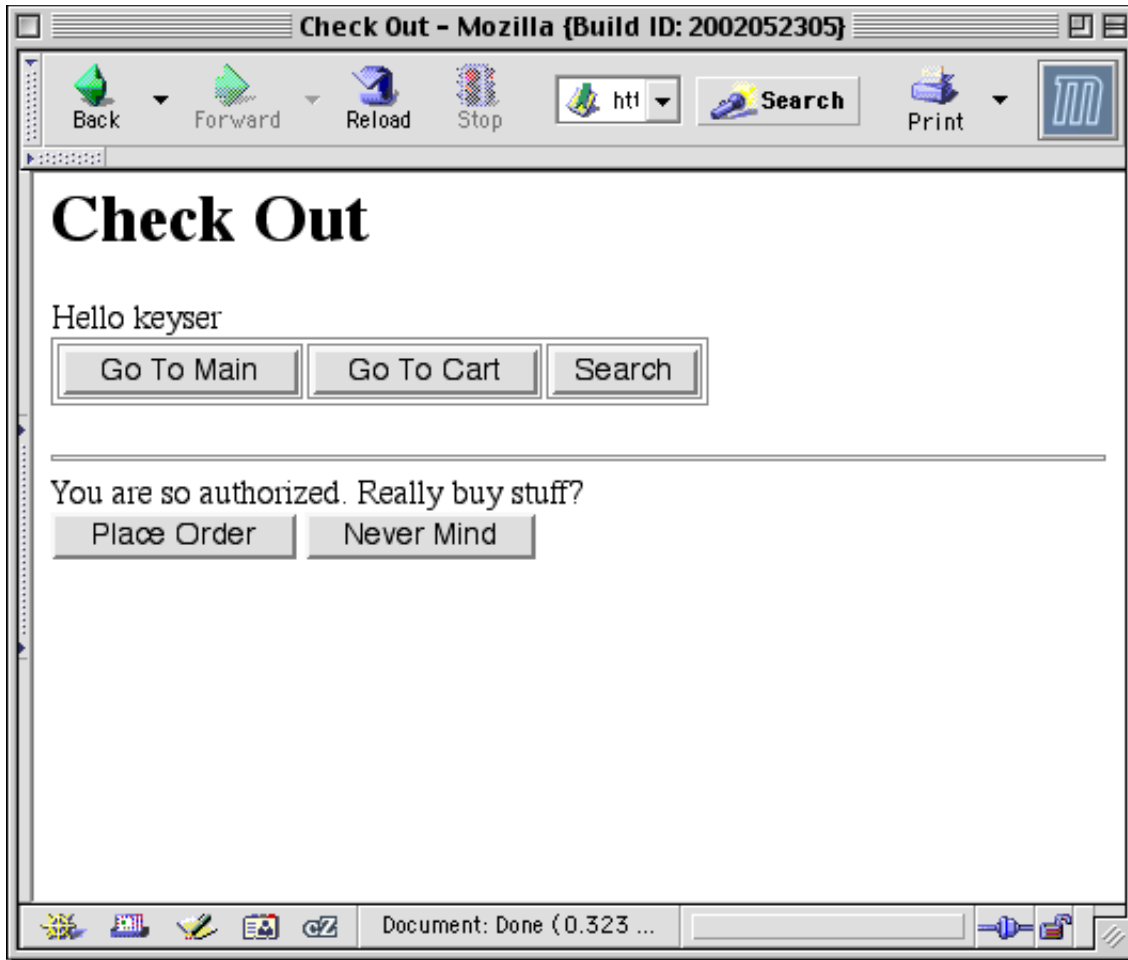 Check Out - Mozilla {Build ID: 2002052305}
Back Forward Reload Stop htt Search Print
Check Out
Hello keyser
Go To Main Go To Cart Search
You are so authorized. Really buy stuff?
Place Order Never Mind
Document: Done (0.323 ...